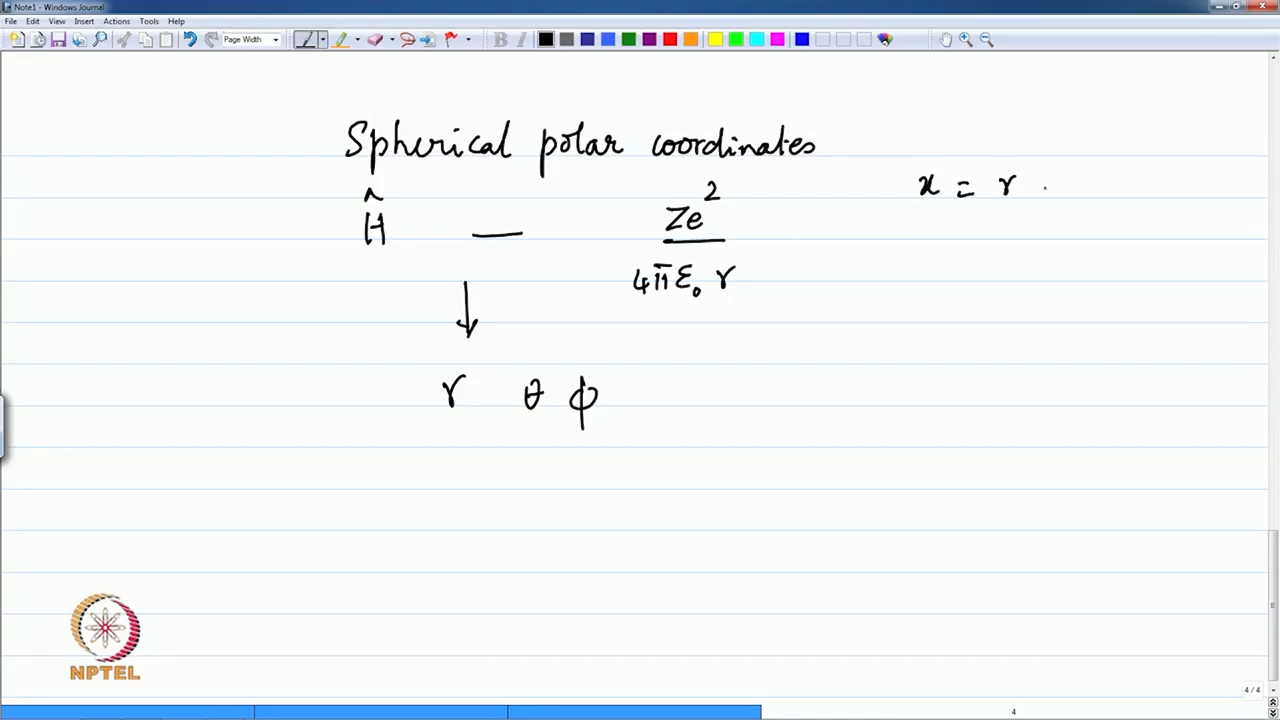 Note1 - Windows Journal
File Edit View Insert Actions Tools Help
Page Width
B I
Spherical polar coordinates
Ĥ — Ze² x = r
4πε₀ r
↓
r θ φ
NPTEL
4 / 4
4